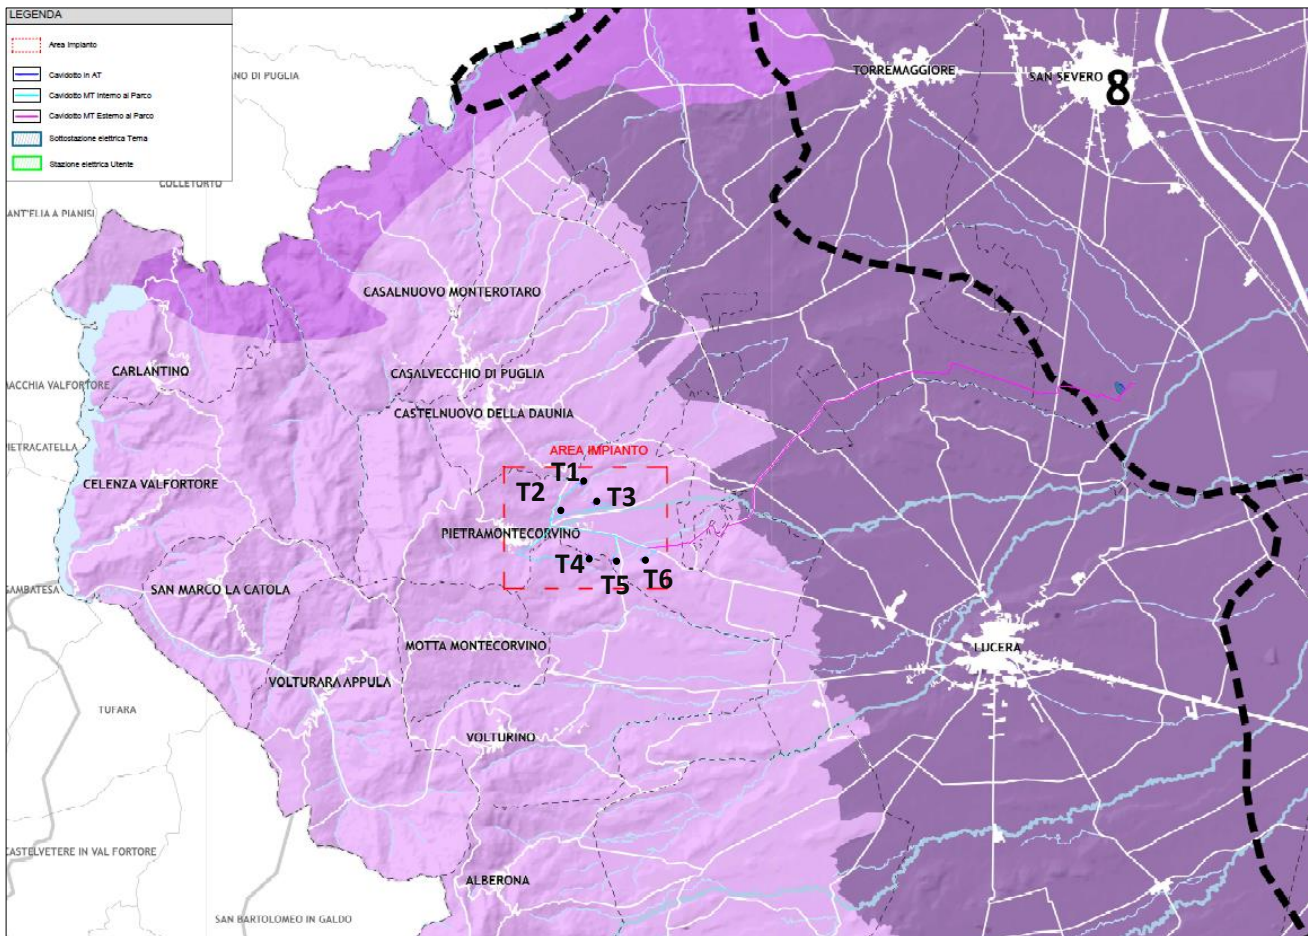 LEGENDA
Area Impianto
Cavidotto in AT
Cavidotto MT Interno al Parco
Cavidotto MT Esterno al Parco
Sottostazione elettrica Terna
Stazione elettrica Utente
ANO DI PUGLIA
TORREMAGGIORE
SAN SEVERO
8
COLLETORTO
ANT'ELIA A PIANISI
CASALNUOVO MONTEROTARO
CARLANTINO
CASALVECCHIO DI PUGLIA
ACCHIA VALFORTORE
CASTELNUOVO DELLA DAUNIA
PIETRACATELLA
AREA IMPIANTO
T1
T2
T3
CELENZA VALFORTORE
PIETRAMONTECORVINO
T4
T5
T6
GAMBATESA
SAN MARCO LA CATOLA
MOTTA MONTECORVINO
LUCERA
VOLTURARA APPULA
TUFARA
VOLTURINO
CASTELVETERE IN VAL FORTORE
ALBERONA
SAN BARTOLOMEO IN GALDO